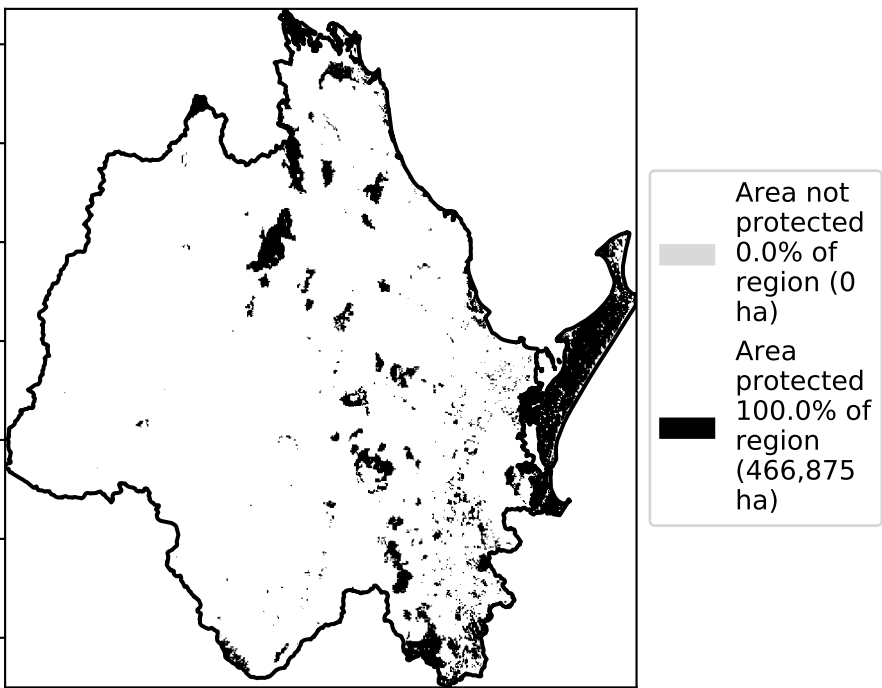 Area not
protected
0.0% of
region (0
ha)
Area
protected
100.0% of
region
(466,875
ha)